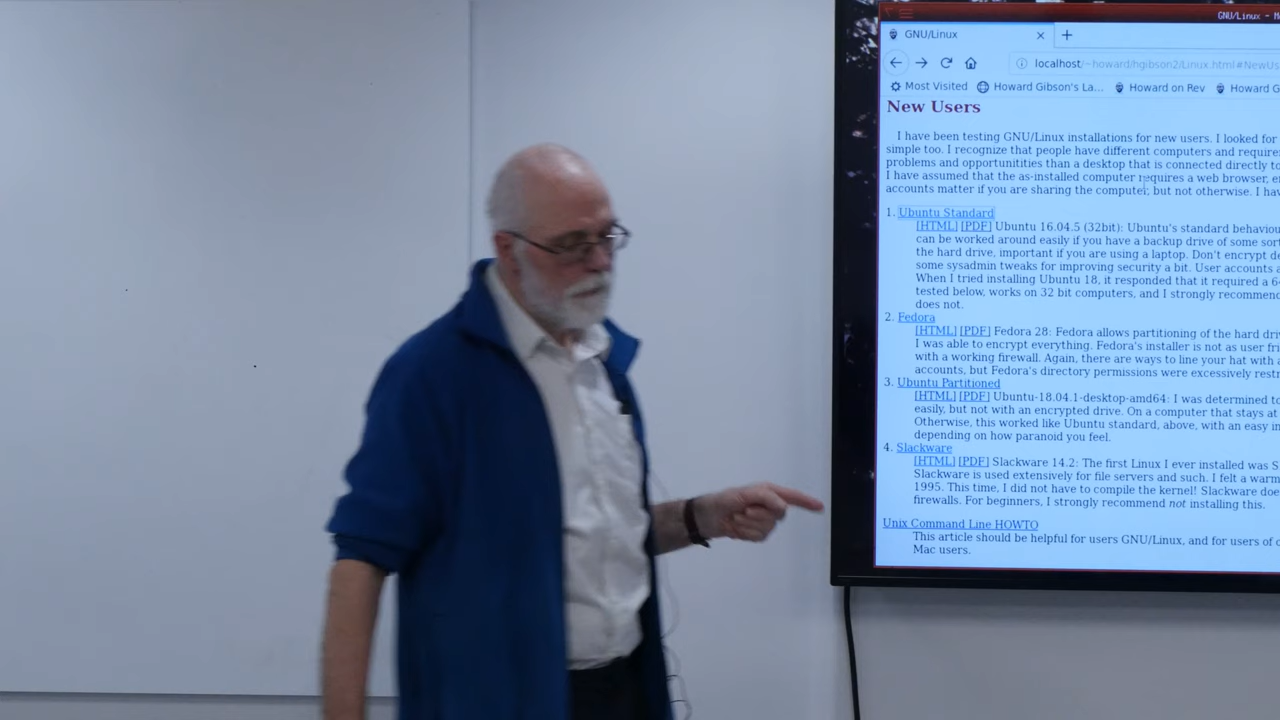 GNU/Linux - M
GNU/Linux
localhost/~howard/hgibson2/Linux.html#NewUs
Most Visited Howard Gibson's La... Howard on Rev Howard G
New Users
I have been testing GNU/Linux installations for new users. I looked for
simple too. I recognize that people have different computers and require
problems and opportunitities than a desktop that is connected directly to
I have assumed that the as-installed computer requires a web browser, e
accounts matter if you are sharing the computer, but not otherwise. I hav
1. Ubuntu Standard
[HTML] [PDF] Ubuntu 16.04.5 (32bit): Ubuntu's standard behaviou
can be worked around easily if you have a backup drive of some sor
the hard drive, important if you are using a laptop. Don't encrypt de
some sysadmin tweaks for improving security a bit. User accounts a
When I tried installing Ubuntu 18, it responded that it required a 6
tested below, works on 32 bit computers, and I strongly recommend
does not.
2. Fedora
[HTML] [PDF] Fedora 28: Fedora allows partitioning of the hard driv
I was able to encrypt everything. Fedora's installer is not as user fri
with a working firewall. Again, there are ways to line your hat with a
accounts, but Fedora's directory permissions were excessively restr
3. Ubuntu Partitioned
[HTML] [PDF] Ubuntu-18.04.1-desktop-amd64: I was determined to
easily, but not with an encrypted drive. On a computer that stays at
Otherwise, this worked like Ubuntu standard, above, with an easy in
depending on how paranoid you feel.
4. Slackware
[HTML] [PDF] Slackware 14.2: The first Linux I ever installed was S
Slackware is used extensively for file servers and such. I felt a warm
1995. This time, I did not have to compile the kernel! Slackware doe
firewalls. For beginners, I strongly recommend not installing this.
Unix Command Line HOWTO
This article should be helpful for users GNU/Linux, and for users of o
Mac users.